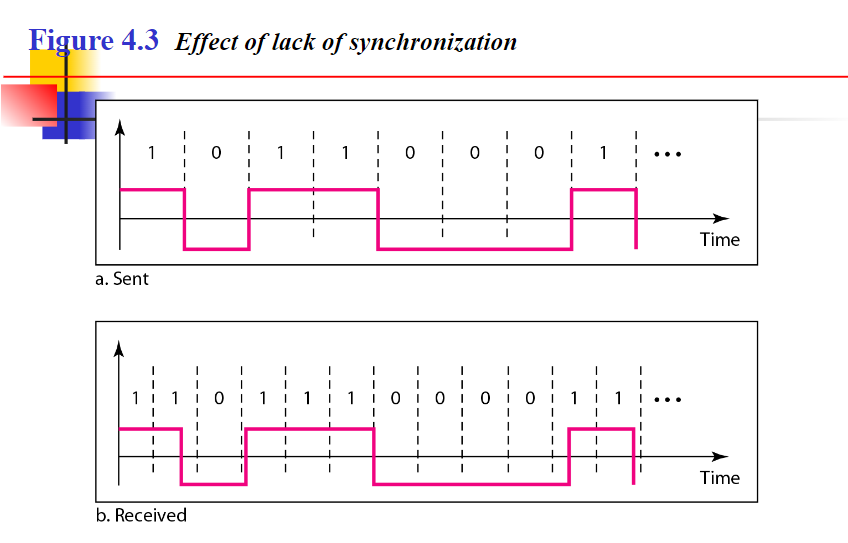 Figure 4.3 Effect of lack of synchronization
1 0 1 1 0 0 0 1 •••
Time
a. Sent
1 1 0 1 1 1 0 0 0 0 1 1 •••
Time
b. Received